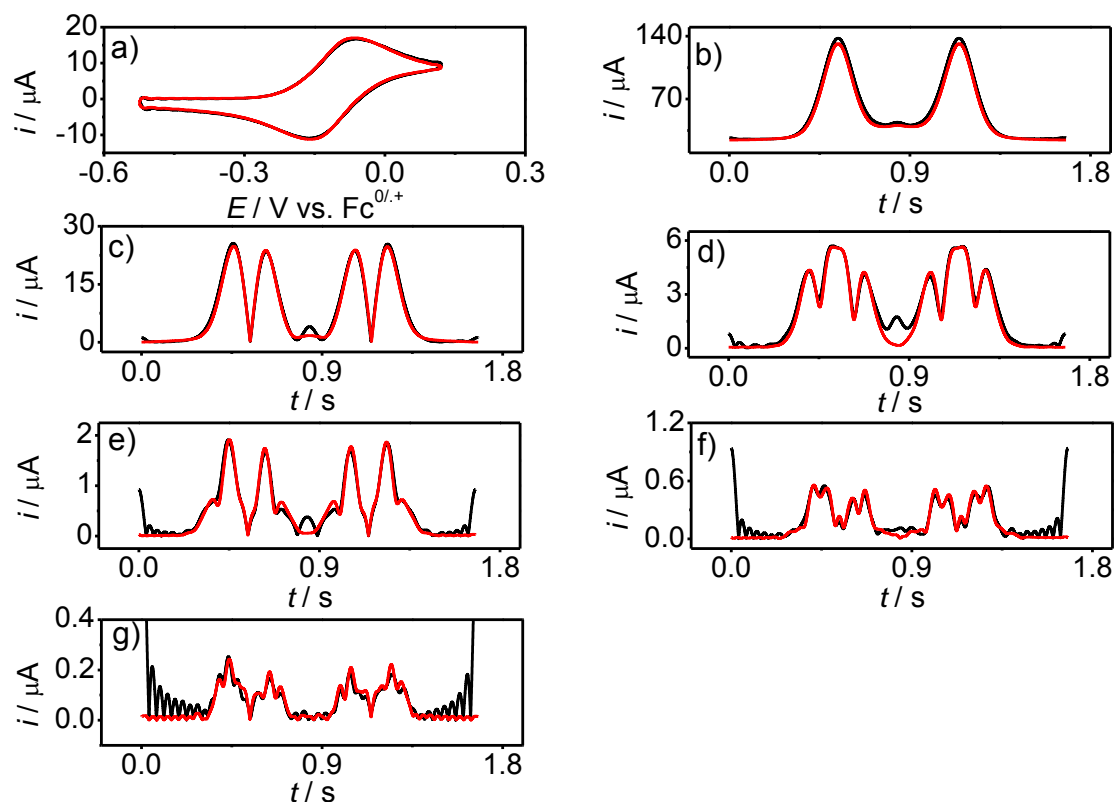 a)
i / μA
20
10
0
-10
-0.6 -0.3 0.0 0.3
E / V vs. Fc0/.+
b)
i / μA
140
70
0.0 0.9 1.8
t / s
c)
i / μA
30
15
0
0.0 0.9 1.8
t / s
d)
i / μA
6
3
0
0.0 0.9 1.8
t / s
e)
i / μA
2
1
0
0.0 0.9 1.8
t / s
f)
i / μA
1.2
0.6
0.0
0.0 0.9 1.8
t / s
g)
i / μA
0.4
0.2
0.0
0.0 0.9 1.8
t / s